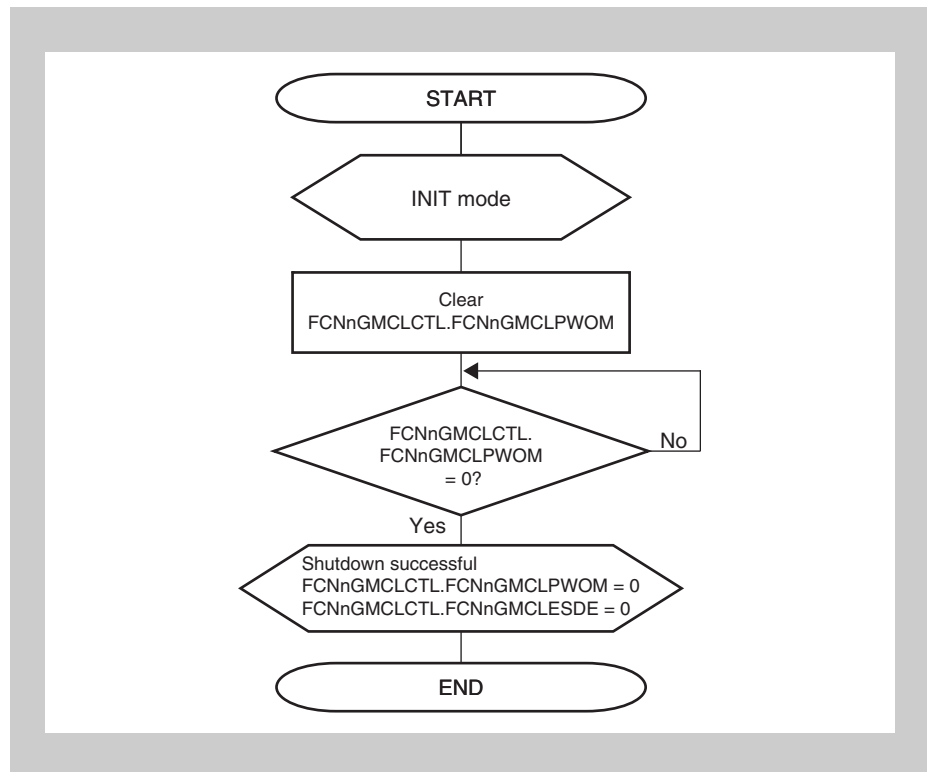 START
INIT mode
Clear
FCNnGMCLCTL.FCNnGMCLPWOM
FCNnGMCLCTL.
FCNnGMCLPWOM
= 0?
No
Yes
Shutdown successful
FCNnGMCLCTL.FCNnGMCLPWOM = 0
FCNnGMCLCTL.FCNnGMCLESDE = 0
END